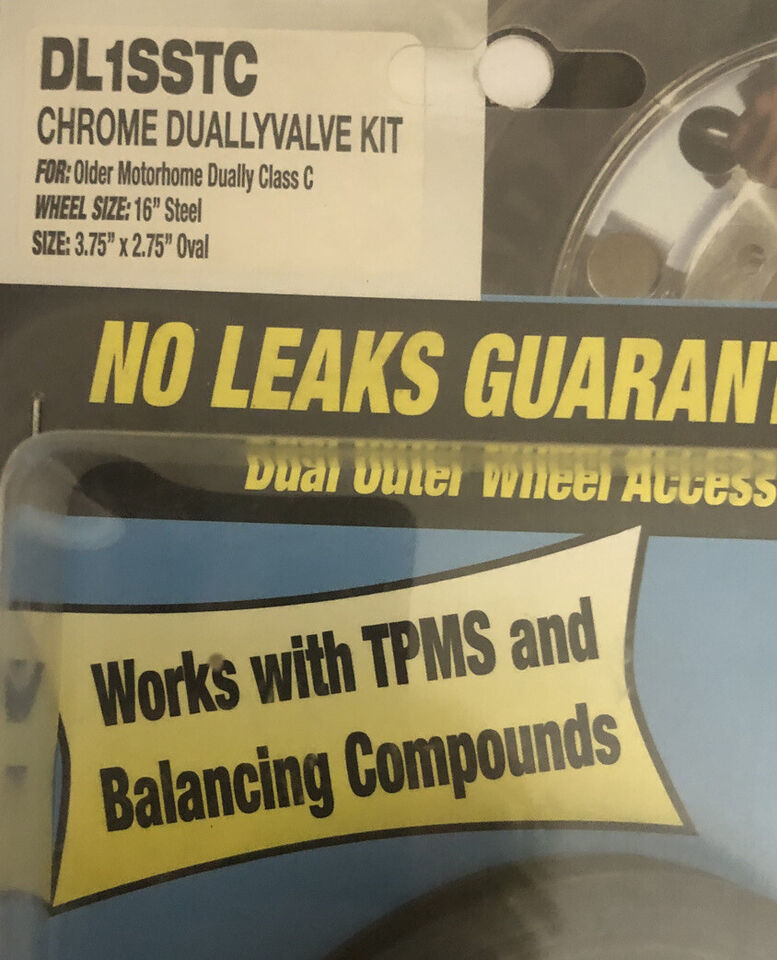 DL1SSTC
CHROME DUALLYVALVE KIT
FOR: Older Motorhome Dually Class C
WHEEL SIZE: 16" Steel
SIZE: 3.75" x 2.75" Oval
NO LEAKS GUARANT
Dual Outer Wheel Access
Works with TPMS and
Balancing Compounds